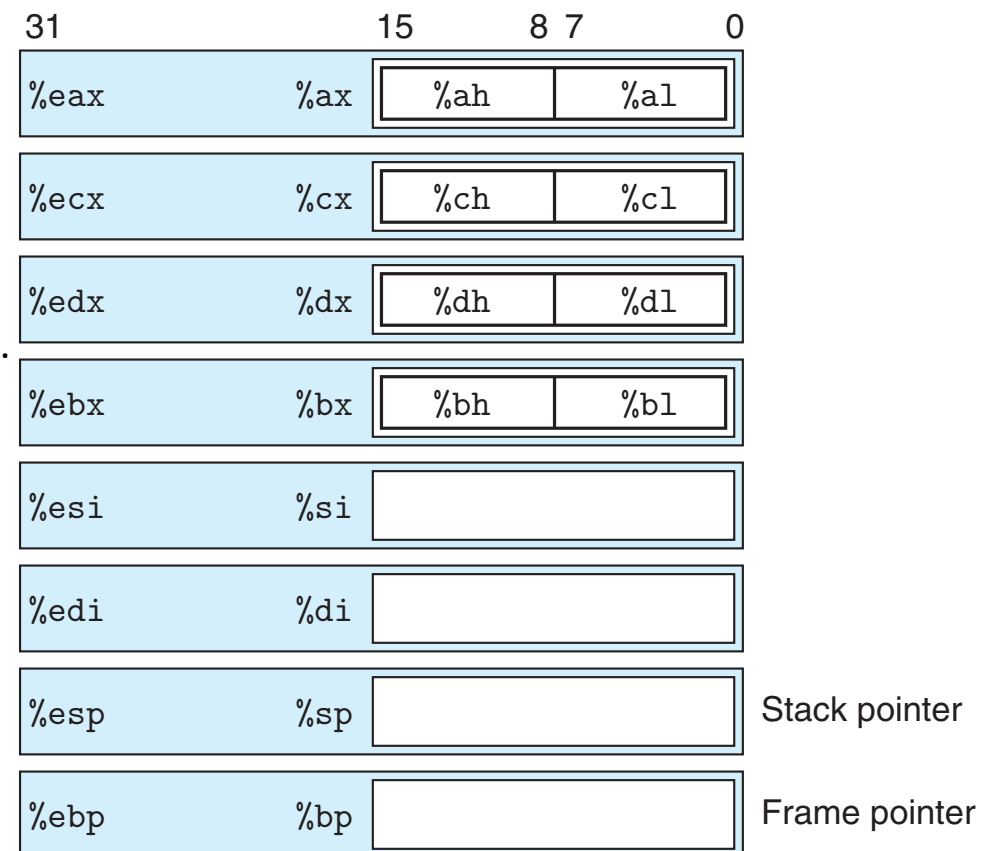 31 15 8 7 0
%eax %ax %ah %al
%ecx %cx %ch %cl
%edx %dx %dh %dl
.
%ebx %bx %bh %bl
%esi %si
%edi %di
%esp %sp Stack pointer
%ebp %bp Frame pointer